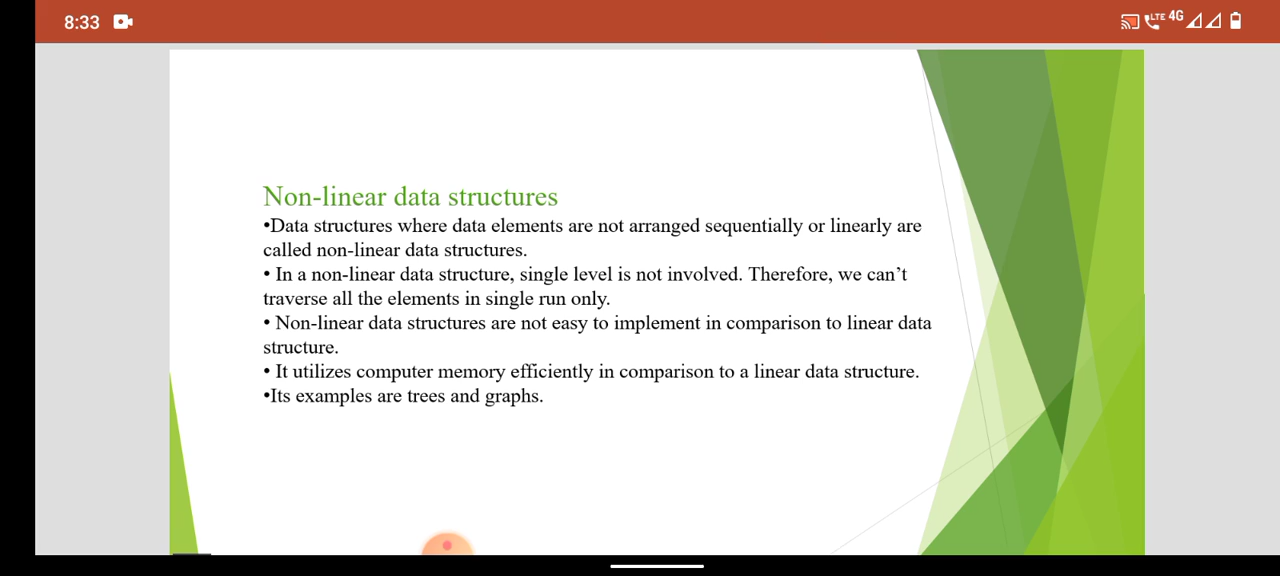 8:33
LTE 4G
Non-linear data structures
•Data structures where data elements are not arranged sequentially or linearly are
called non-linear data structures.
• In a non-linear data structure, single level is not involved. Therefore, we can’t
traverse all the elements in single run only.
• Non-linear data structures are not easy to implement in comparison to linear data
structure.
• It utilizes computer memory efficiently in comparison to a linear data structure.
•Its examples are trees and graphs.